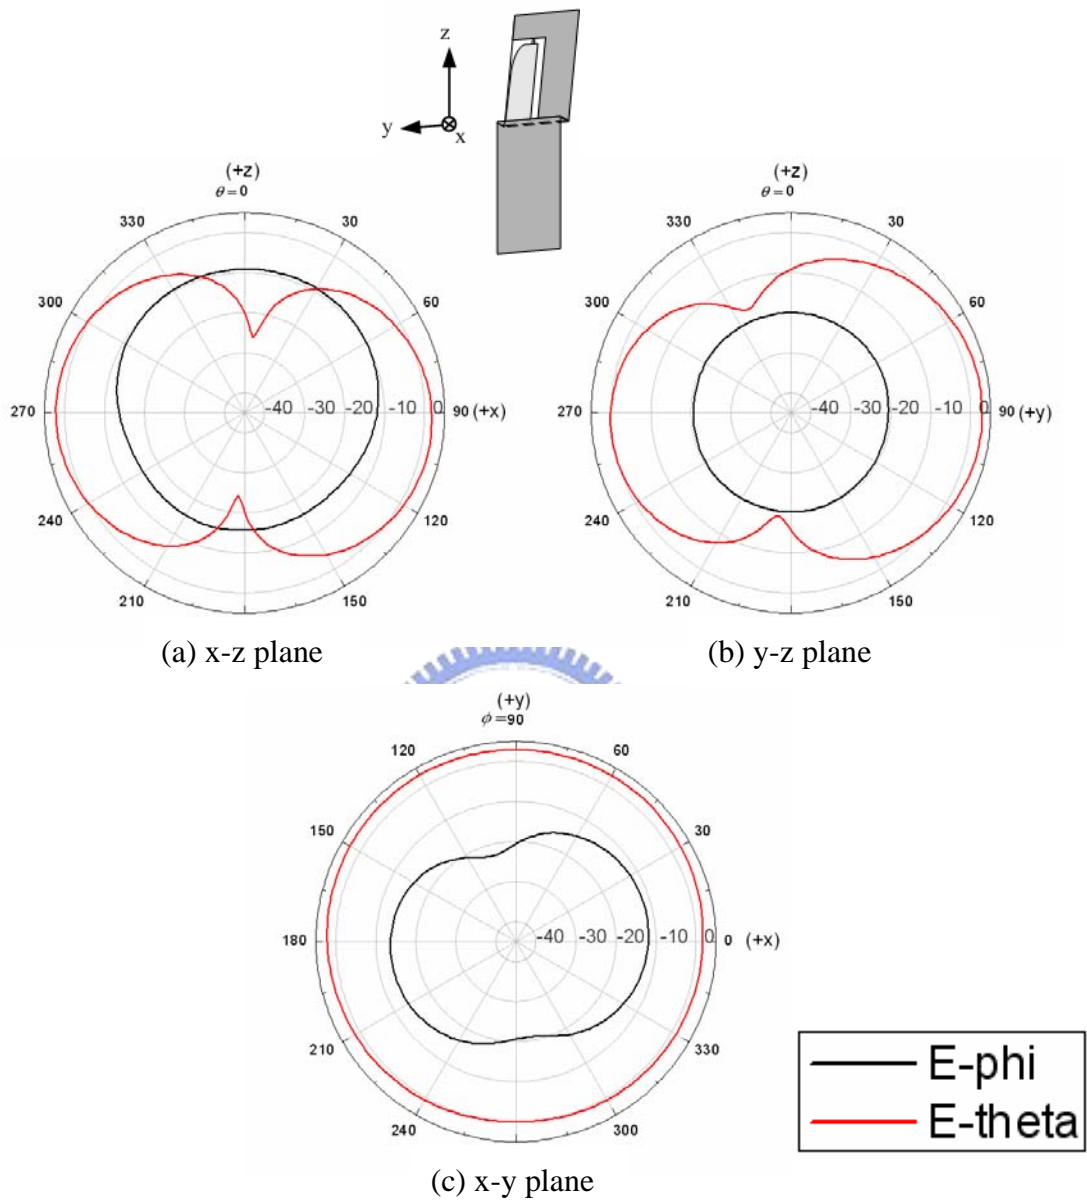 z
y
x
(+z)
θ=0
330
30
300
60
270
-40 -30 -20 -10 0
90 (+x)
240
120
210
150
(a) x-z plane
(+z)
θ=0
330
30
300
60
270
-40 -30 -20 -10 0
90 (+y)
240
120
210
150
(b) y-z plane
(+y)
ϕ=90
120
60
150
30
180
-40 -30 -20 -10 0
0 (+x)
210
330
240
300
(c) x-y plane
E-phi
E-theta